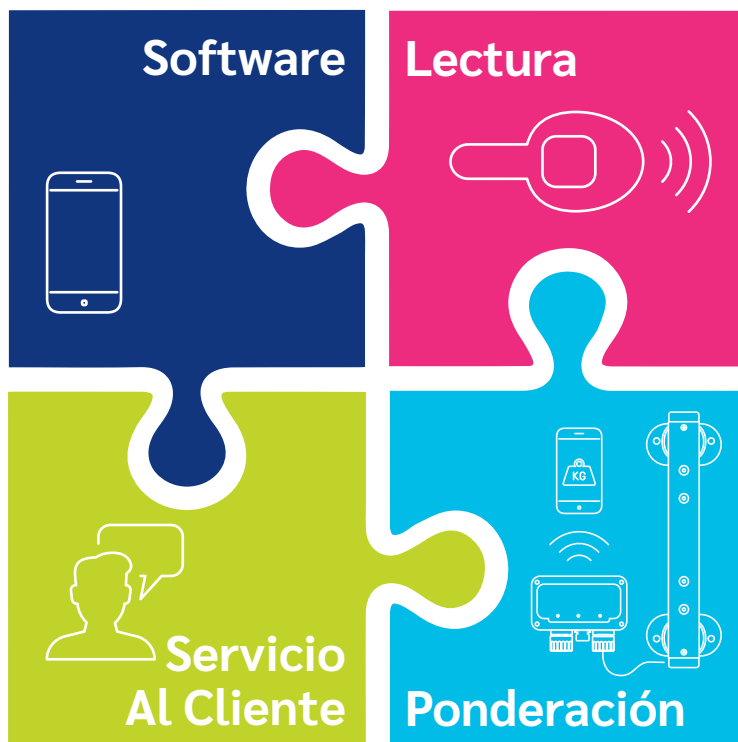 Software
Lectura
KG
Servicio
Al Cliente
Ponderación